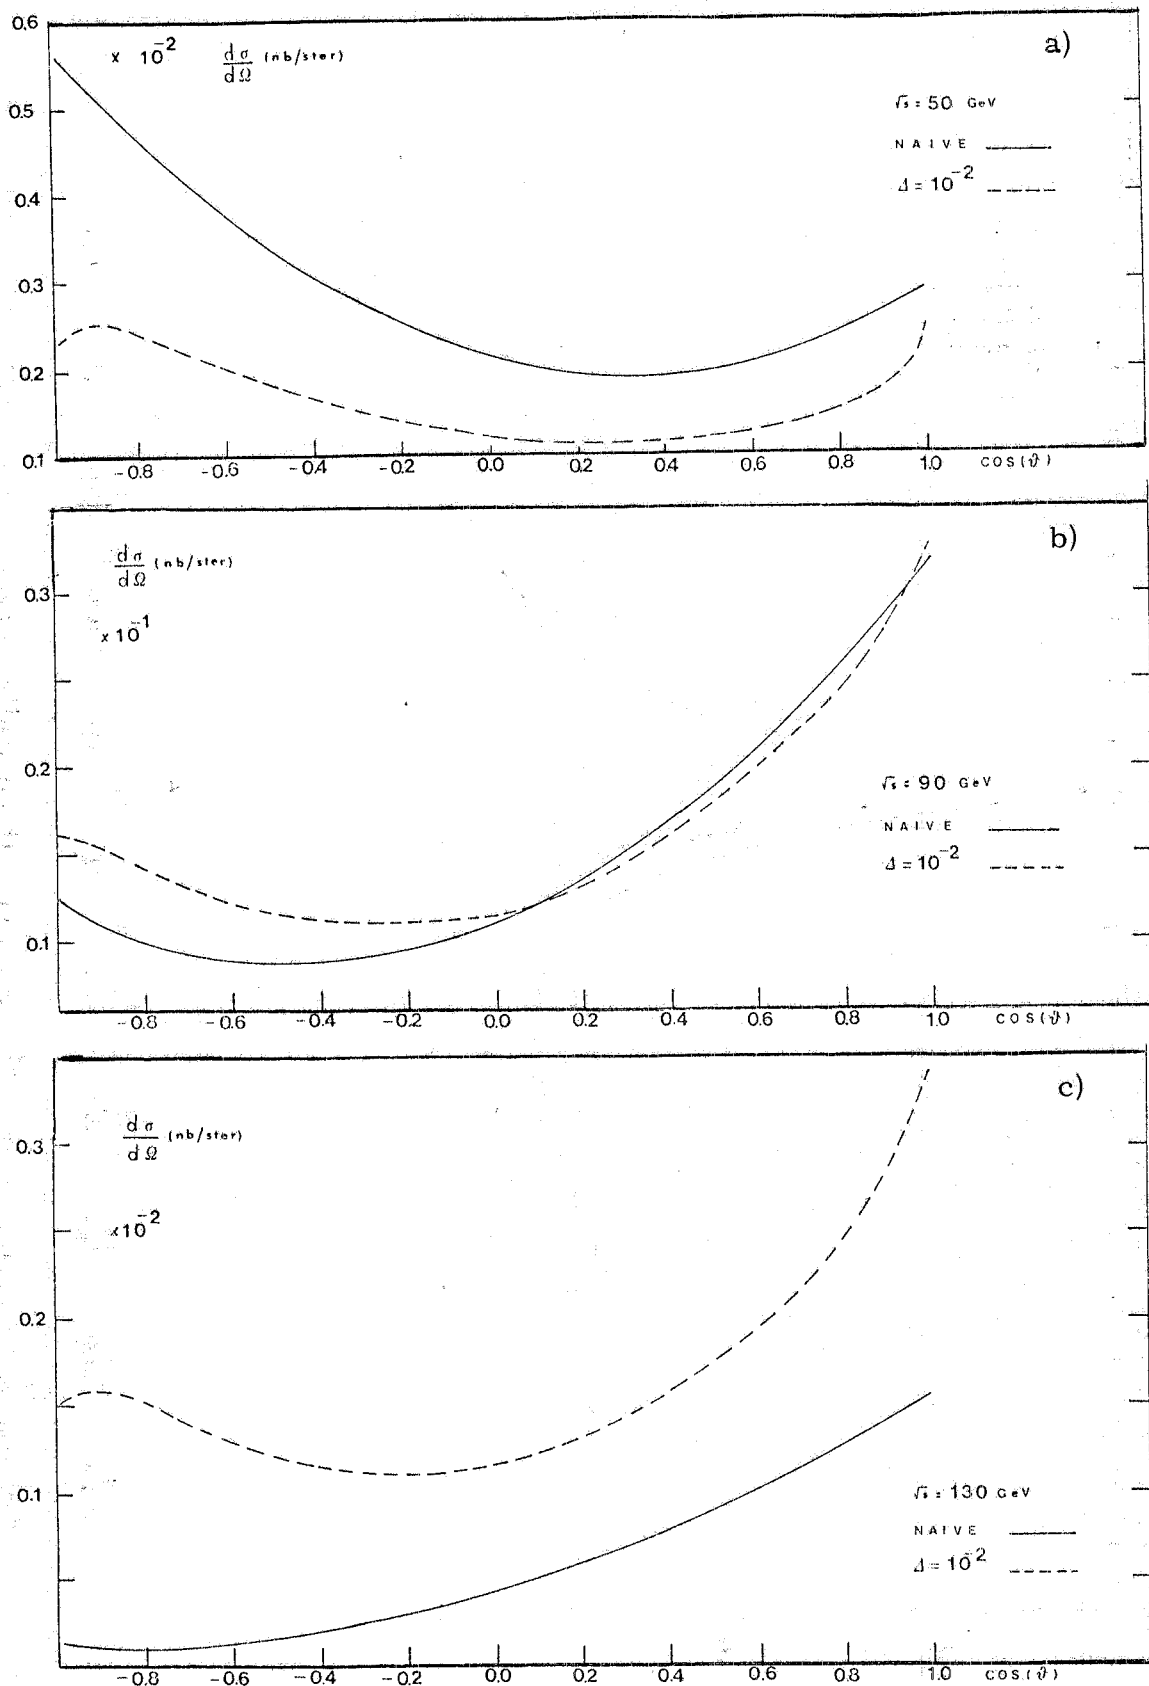 0.6
× 10⁻² dσ/dΩ (nb/ster)
a)
0.5
√s = 50 GeV
NAIVE
Δ = 10⁻²
0.4
0.3
0.2
0.1
-0.8 -0.6 -0.4 -0.2 0.0 0.2 0.4 0.6 0.8 1.0 COS(ϑ)
b)
dσ/dΩ (nb/ster)
0.3
×10⁻¹
0.2
√s = 90 GeV
NAIVE
Δ = 10⁻²
0.1
-0.8 -0.6 -0.4 -0.2 0.0 0.2 0.4 0.6 0.8 1.0 COS(ϑ)
c)
dσ/dΩ (nb/ster)
0.3
×10⁻²
0.2
0.1
√s = 130 GeV
NAIVE
Δ = 10⁻²
-0.8 -0.6 -0.4 -0.2 0.0 0.2 0.4 0.6 0.8 1.0 COS(ϑ)